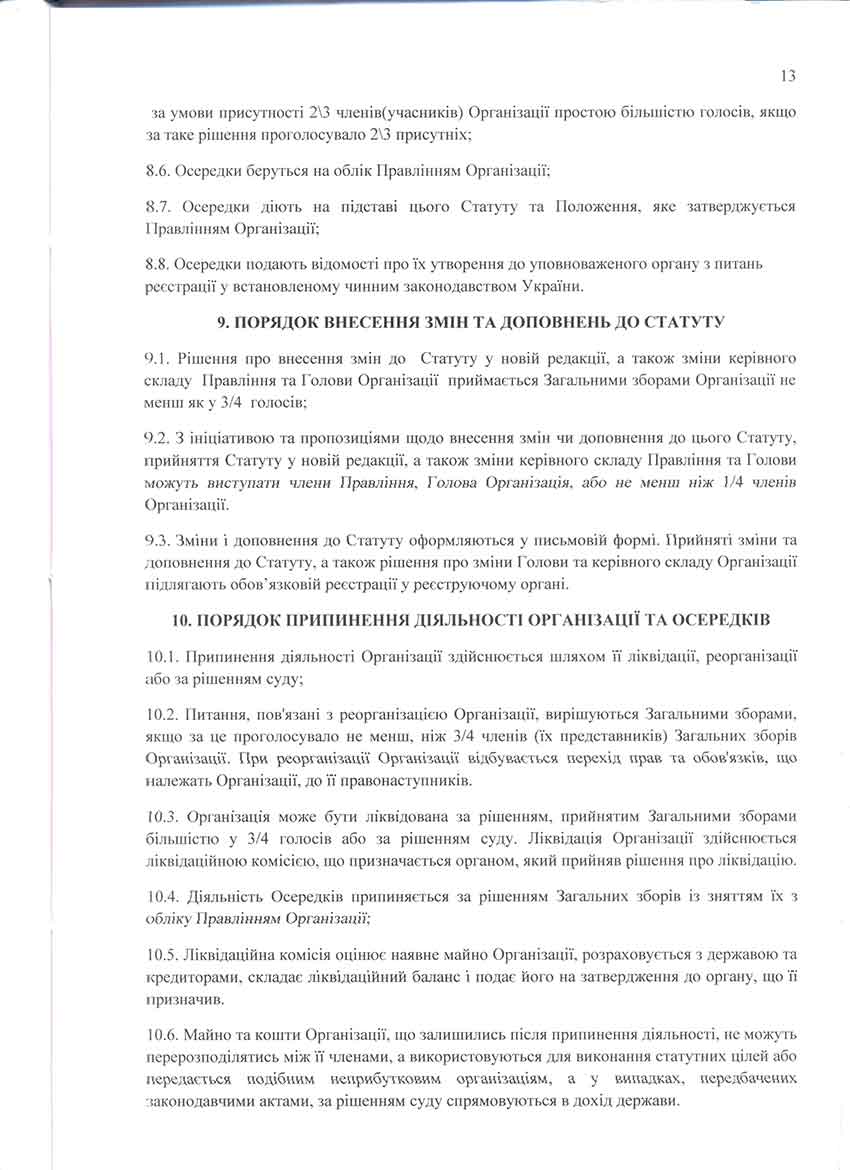 13
за умови присутності 2\3 членів(учасників) Організації простою більшістю голосів, якщо
за таке рішення проголосувало 2\3 присутніх;
8.6. Осередки беруться на облік Правлінням Організації;
8.7. Осередки діють на підставі цього Статуту та Положення, яке затверджується
Правлінням Організації;
8.8. Осередки подають відомості про їх утворення до уповноваженого органу з питань
реєстрації у встановленому чинним законодавством України.
9. ПОРЯДОК ВНЕСЕННЯ ЗМІН ТА ДОПОВНЕНЬ ДО СТАТУТУ
9.1. Рішення про внесення змін до Статуту у новій редакції, а також зміни керівного
складу Правління та Голови Організації приймається Загальними зборами Організації не
менш як у 3/4 голосів;
9.2. З ініціативою та пропозиціями щодо внесення змін чи доповнення до цього Статуту,
прийняття Статуту у новій редакції, а також зміни керівного складу Правління та Голови
можуть виступати члени Правління, Голова Організація, або не менш ніж 1/4 членів
Організації.
9.3. Зміни і доповнення до Статуту оформляються у письмовій формі. Прийняті зміни та
доповнення до Статуту, а також рішення про зміни Голови та керівного складу Організації
підлягають обов’язковій реєстрації у реєструючому органі.
10. ПОРЯДОК ПРИПИНЕННЯ ДІЯЛЬНОСТІ ОРГАНІЗАЦІЇ ТА ОСЕРЕДКІВ
10.1. Припинення діяльності Організації здійснюється шляхом її ліквідації, реорганізації
або за рішенням суду;
10.2. Питання, пов'язані з реорганізацією Організації, вирішуються Загальними зборами,
якщо за це проголосувало не менш, ніж 3/4 членів (їх представників) Загальних зборів
Організації. При реорганізації Організації відбувається перехід прав та обов'язків, що
належать Організації, до її правонаступників.
10.3. Організація може бути ліквідована за рішенням, прийнятим Загальними зборами
більшістю у 3/4 голосів або за рішенням суду. Ліквідація Організації здійснюється
ліквідаційною комісією, що призначається органом, який прийняв рішення про ліквідацію.
10.4. Діяльність Осередків припиняється за рішенням Загальних зборів із зняттям їх з
обліку Правлінням Організації;
10.5. Ліквідаційна комісія оцінює наявне майно Організації, розраховується з державою та
кредиторами, складає ліквідаційний баланс і подає його на затвердження до органу, що її
призначив.
10.6. Майно та кошти Організації, що залишились після припинення діяльності, не можуть
перерозподілятись між її членами, а використовуються для виконання статутних цілей або
передається подібним неприбутковим організаціям, а у випадках, передбачених
законодавчими актами, за рішенням суду спрямовуються в дохід держави.